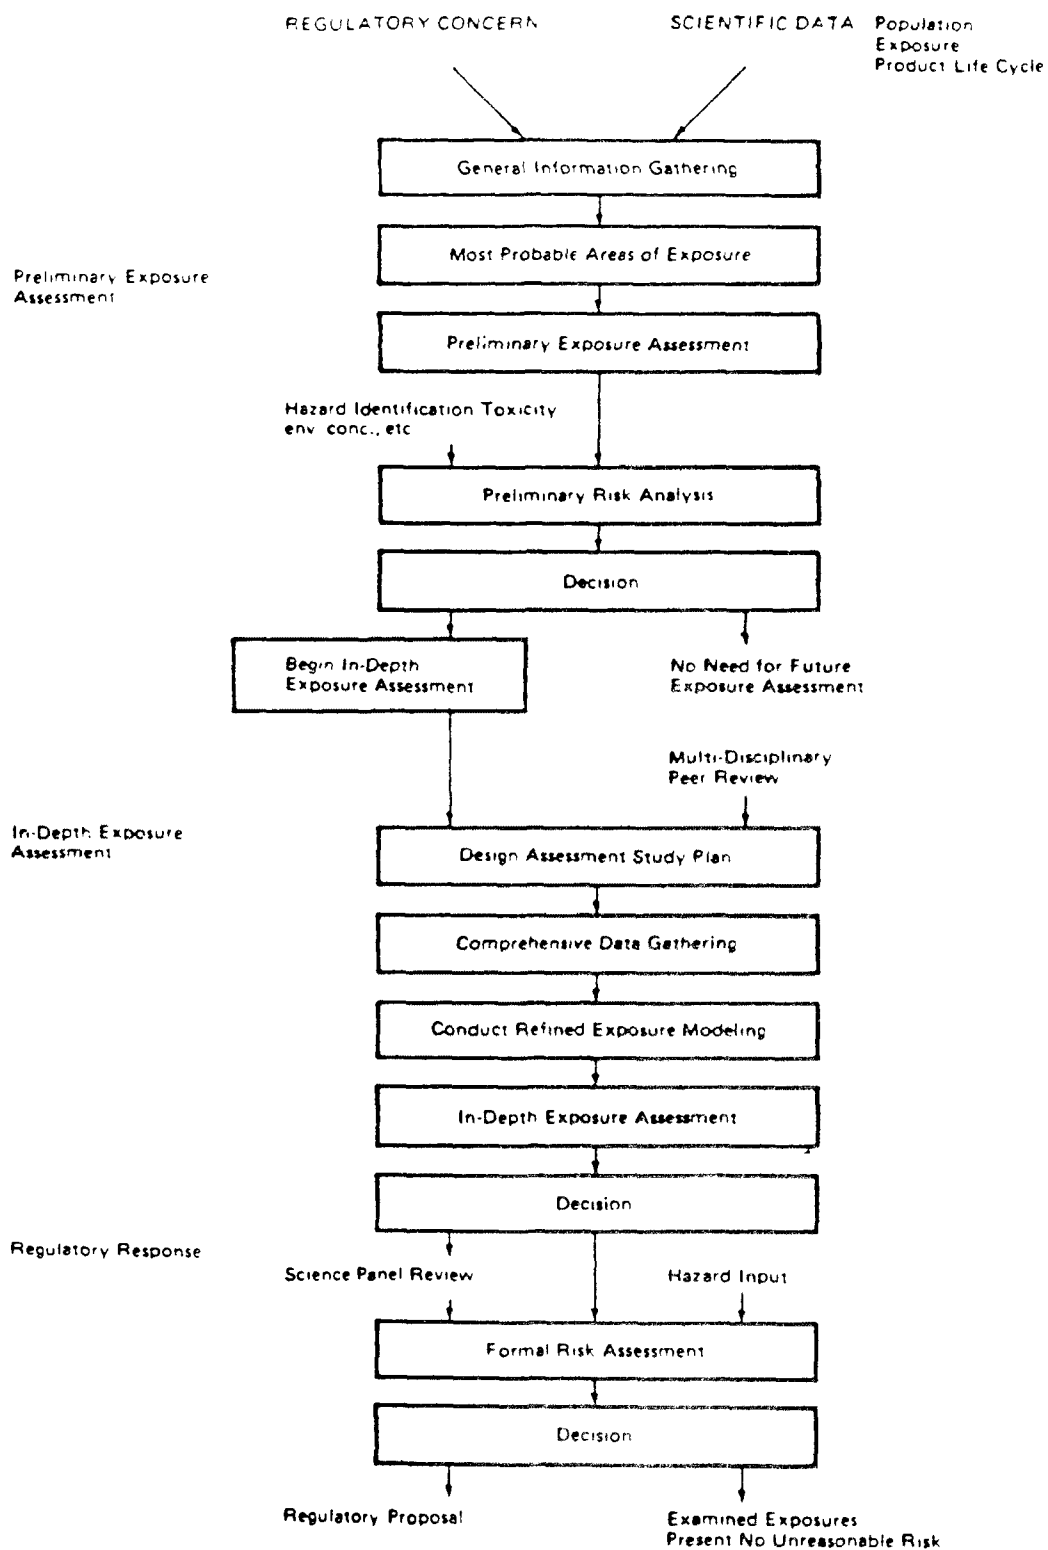 REGULATORY CONCERN
SCIENTIFIC DATA Population
Exposure
Product Life Cycle
General Information Gathering
Most Probable Areas of Exposure
Preliminary Exposure
Assessment
Preliminary Exposure Assessment
Hazard Identification Toxicity
env. conc., etc
Preliminary Risk Analysis
Decision
Begin In-Depth
Exposure Assessment
No Need for Future
Exposure Assessment
Multi-Disciplinary
Peer Review
In-Depth Exposure
Assessment
Design Assessment Study Plan
Comprehensive Data Gathering
Conduct Refined Exposure Modeling
In-Depth Exposure Assessment
Decision
Regulatory Response
Science Panel Review
Hazard Input
Formal Risk Assessment
Decision
Regulatory Proposal
Examined Exposures
Present No Unreasonable Risk